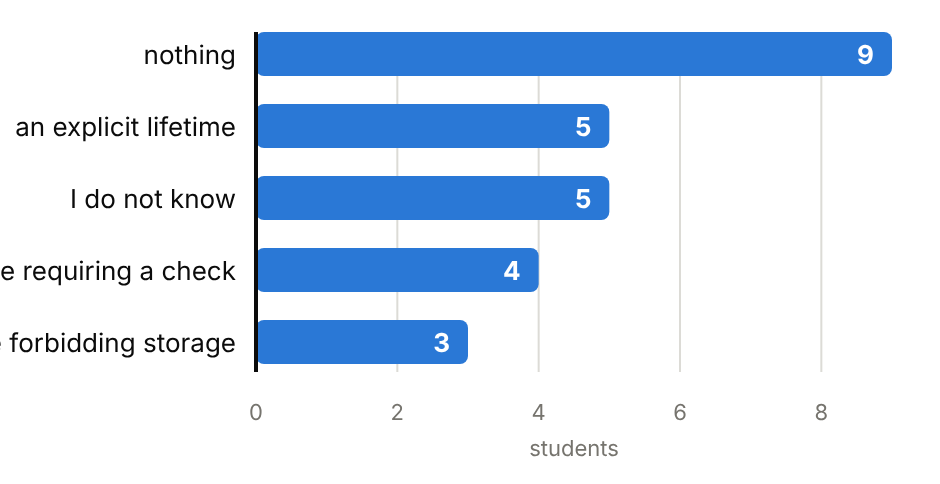 nothing 9
an explicit lifetime 5
I do not know 5
requiring a check 4
forbidding storage 3
0 2 4 6 8
students